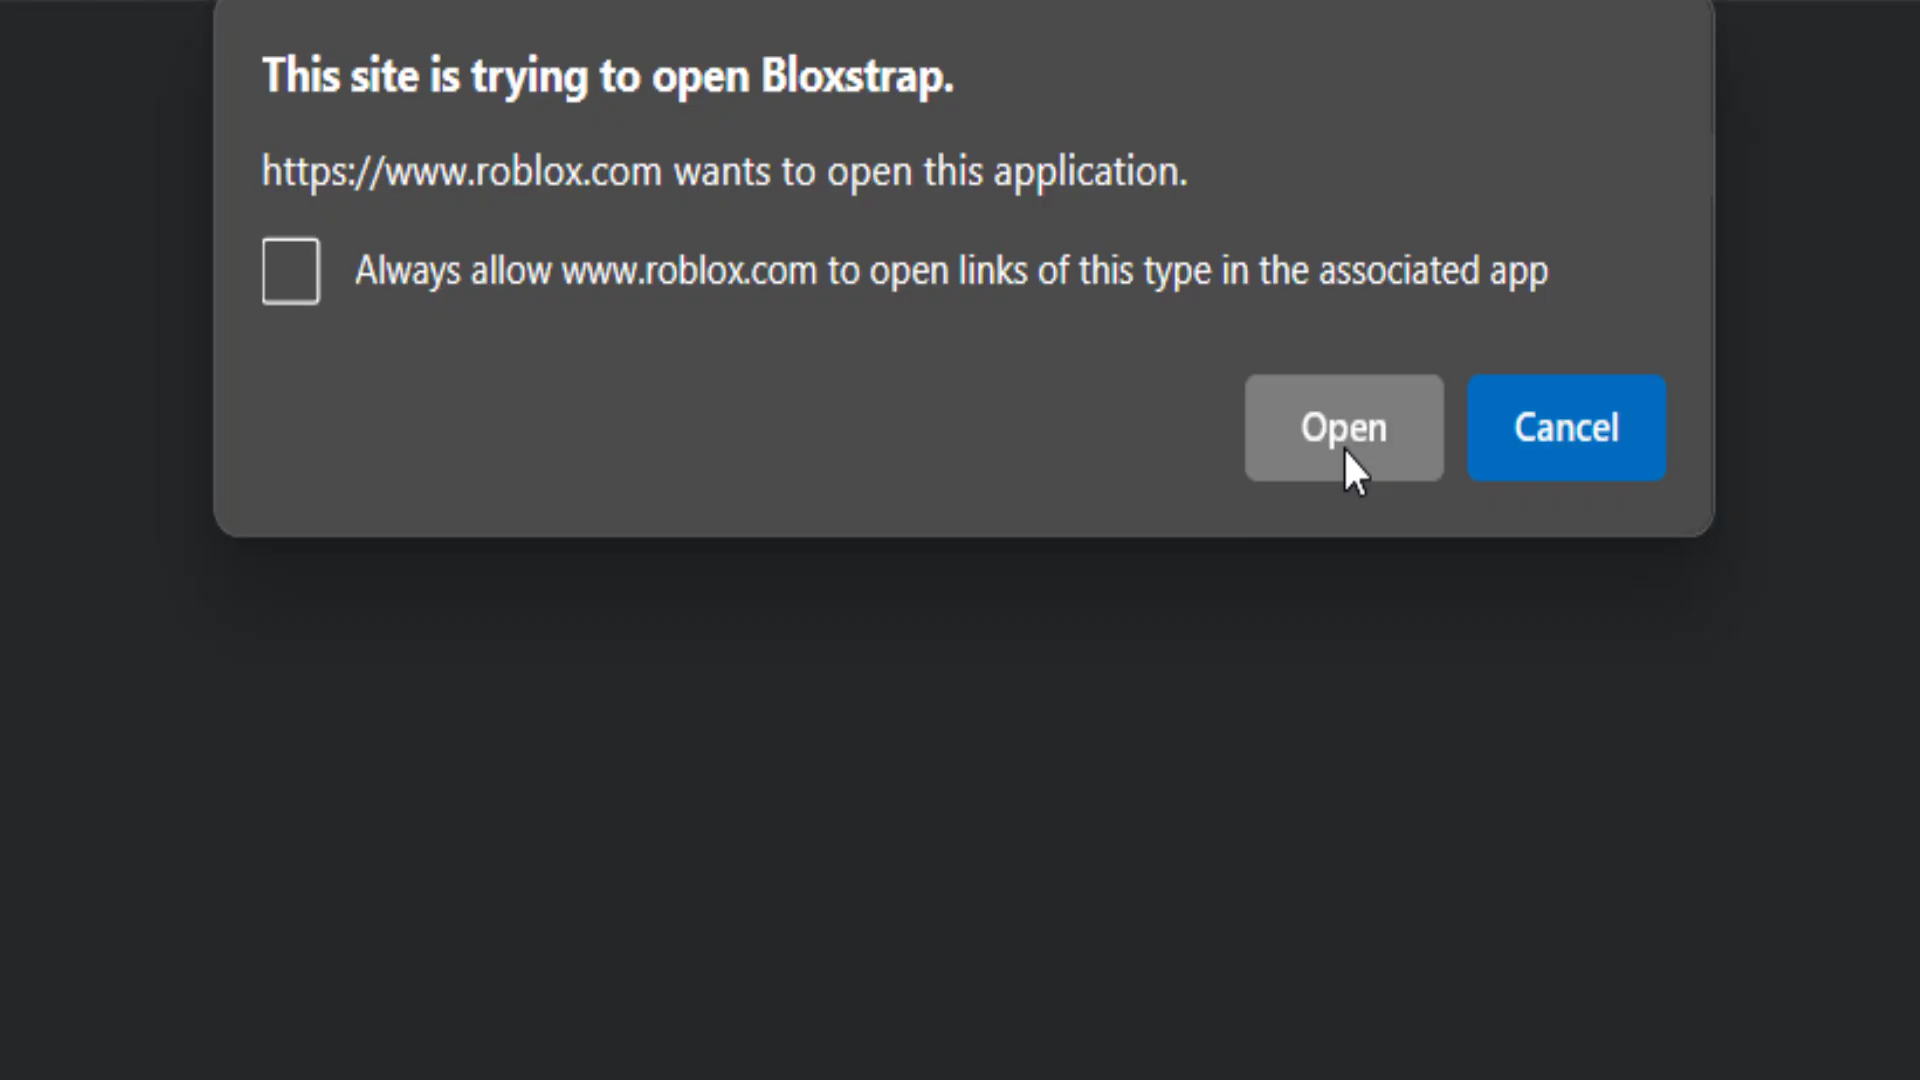 This site is trying to open Bloxstrap.
https://www.roblox.com wants to open this application.
Always allow www.roblox.com to open links of this type in the associated app
Open Cancel